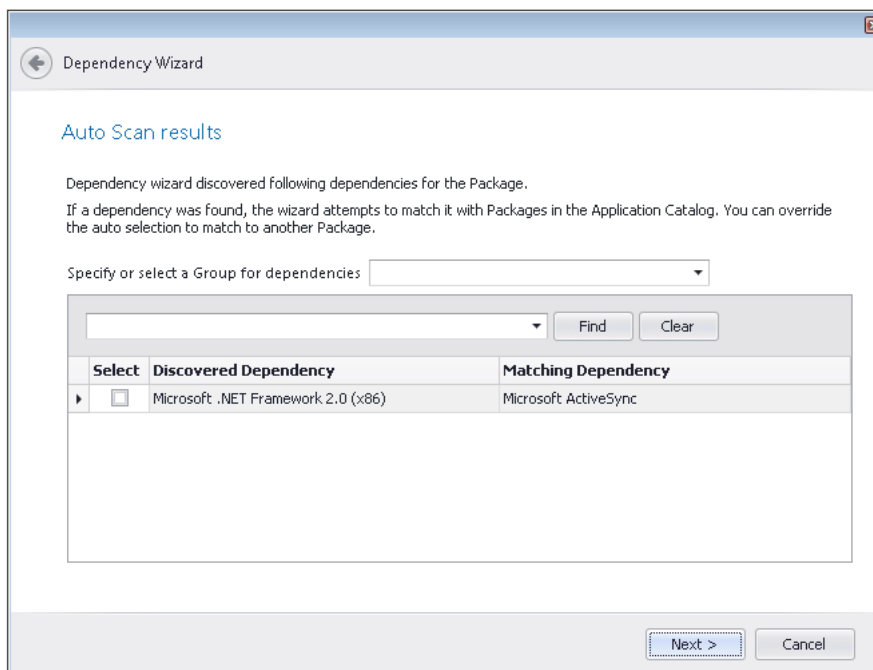 Dependency Wizard
Auto Scan results
Dependency wizard discovered following dependencies for the Package.
If a dependency was found, the wizard attempts to match it with Packages in the Application Catalog. You can override
the auto selection to match to another Package.
Specify or select a Group for dependencies
Find Clear
Select Discovered Dependency Matching Dependency
Microsoft .NET Framework 2.0 (x86) Microsoft ActiveSync
Next > Cancel